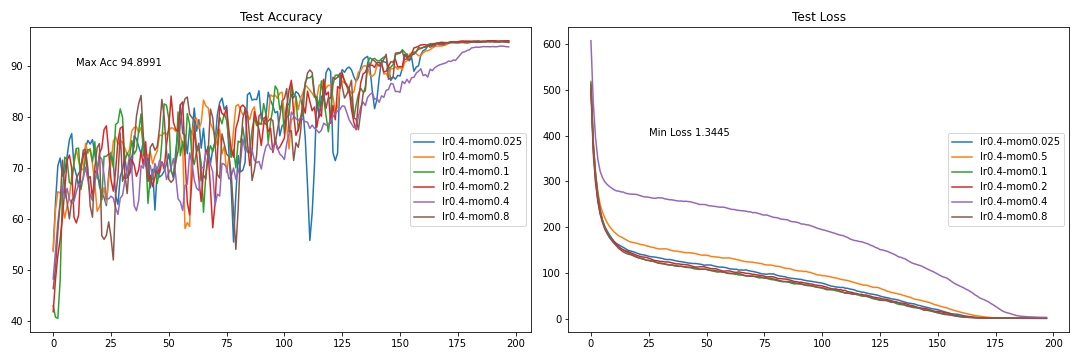 Test Accuracy
Max Acc 94.8991
90
80
70
60
50
40
0
25
50
75
100
125
150
175
200
lr0.4-mom0.025
lr0.4-mom0.5
lr0.4-mom0.1
lr0.4-mom0.2
lr0.4-mom0.4
lr0.4-mom0.8
Test Loss
Min Loss 1.3445
600
500
400
300
200
100
0
0
25
50
75
100
125
150
175
200
lr0.4-mom0.025
lr0.4-mom0.5
lr0.4-mom0.1
lr0.4-mom0.2
lr0.4-mom0.4
lr0.4-mom0.8